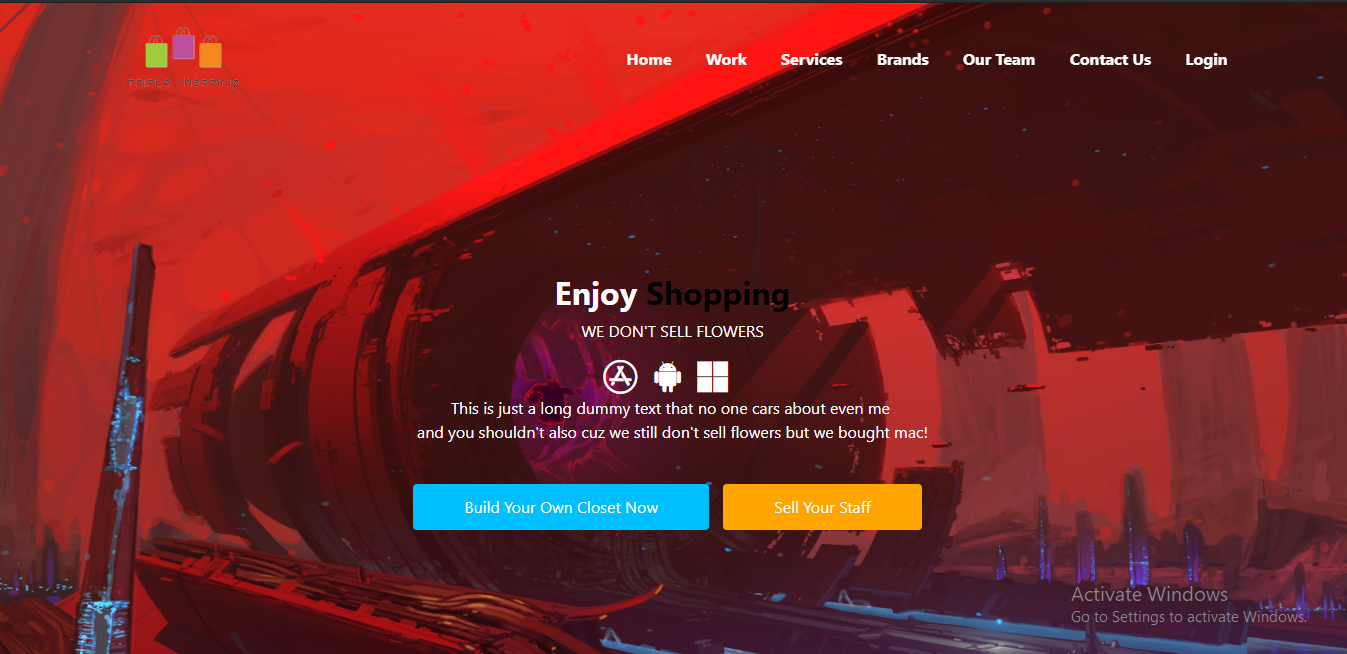 Home Work Services Brands Our Team Contact Us Login
Triple Shopping
Enjoy Shopping
WE DON'T SELL FLOWERS
This is just a long dummy text that no one cars about even me
and you shouldn't also cuz we still don't sell flowers but we bought mac!
Build Your Own Closet Now Sell Your Staff
Activate Windows
Go to Settings to activate Windows.